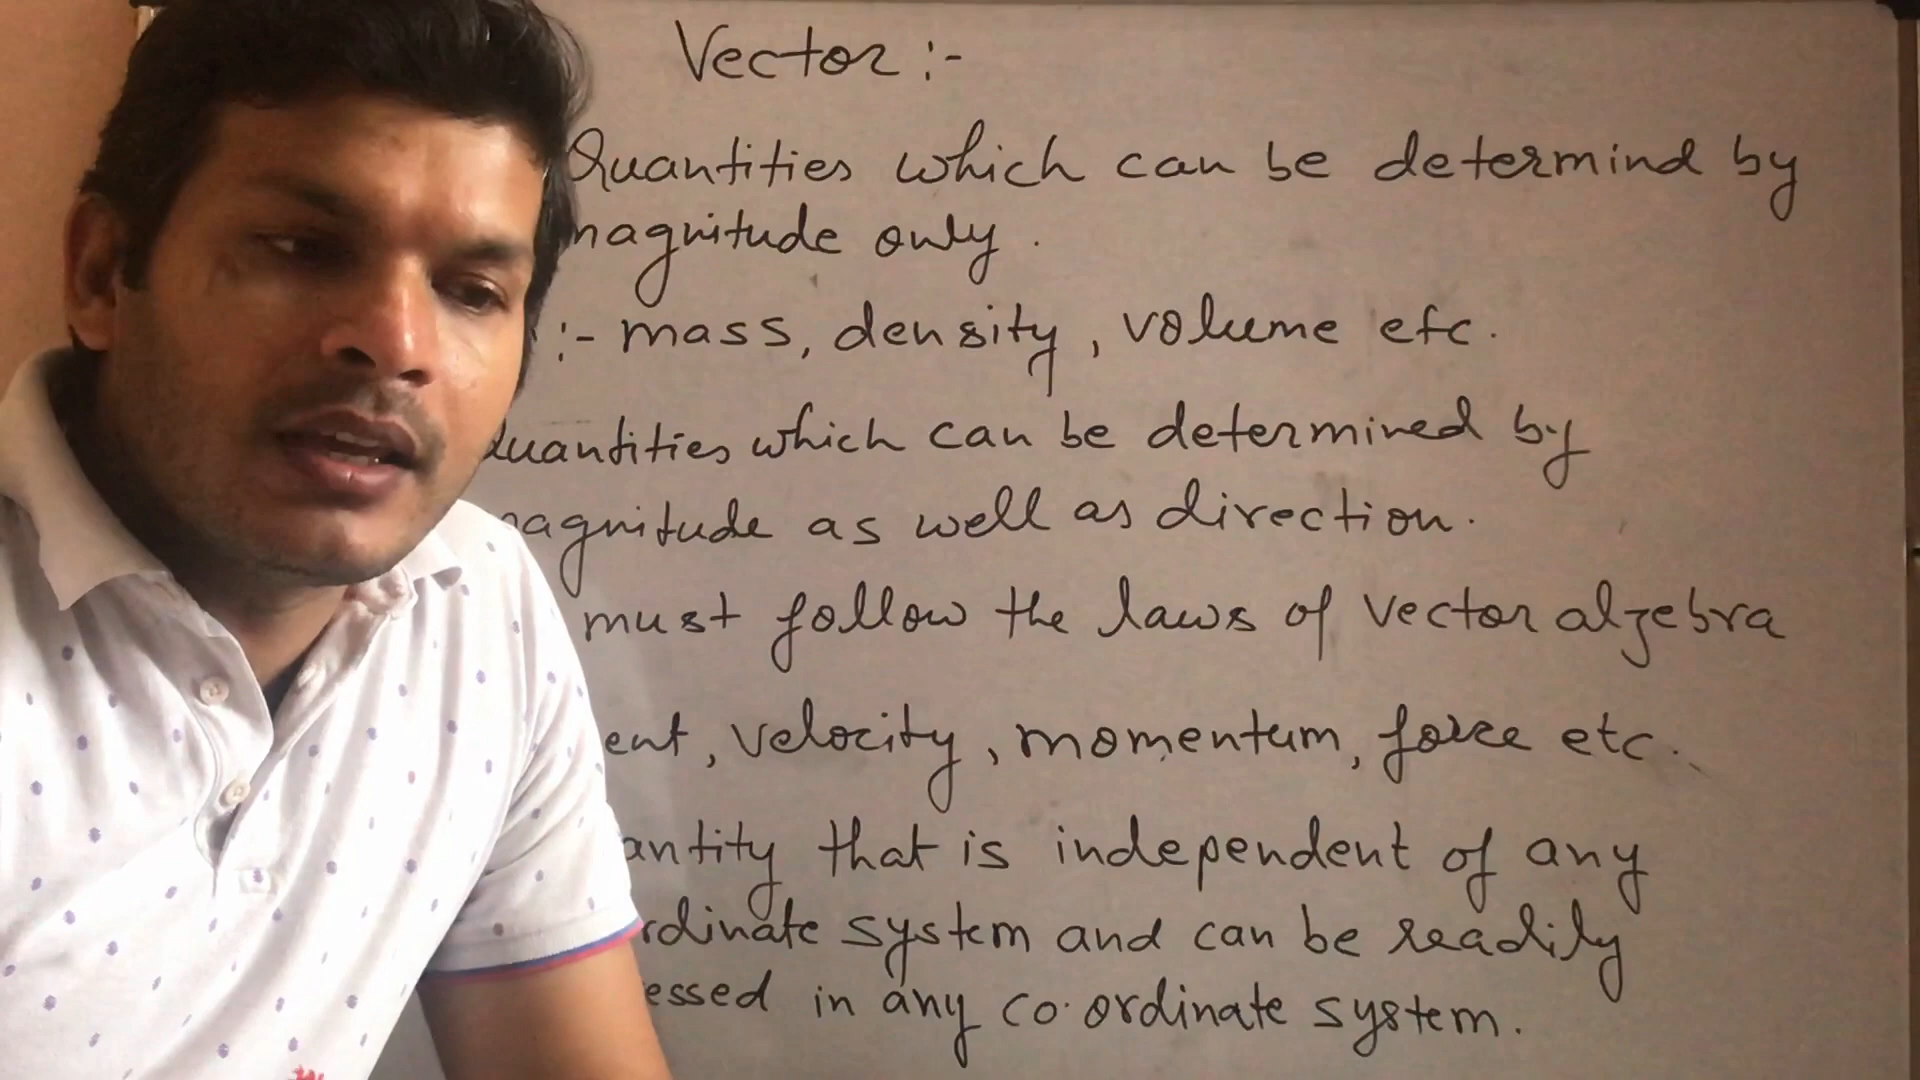 Vector :-
Quantities which can be determind by
magnitude only.
:- mass, density, volume etc.
Quantities which can be determined by
magnitude as well as direction.
must follow the laws of vector algebra
ent, velocity, momentum, force etc.
antity that is independent of any
rdinate system and can be readily
essed in any co-ordinate system.